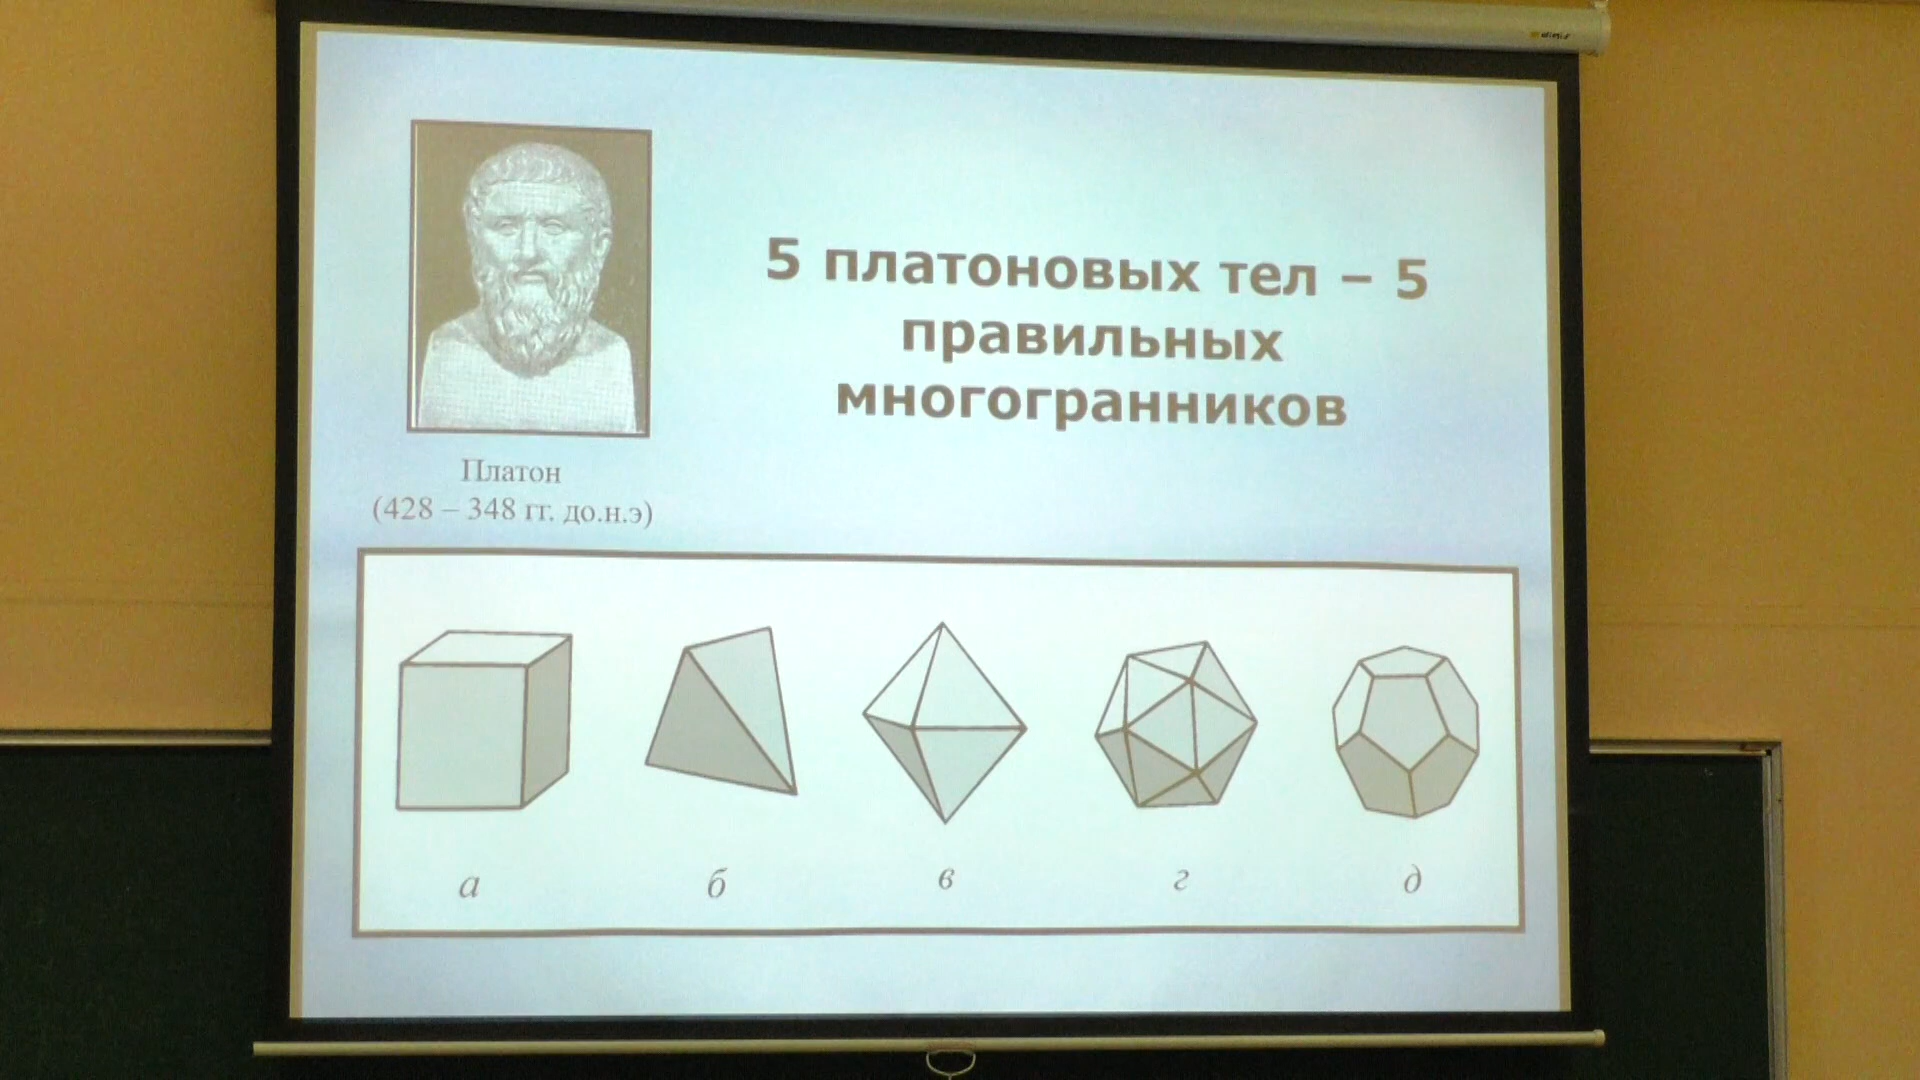 5 платоновых тел – 5
правильных
многогранников
Платон
(428 – 348 гг. до.н.э)
а б в г д